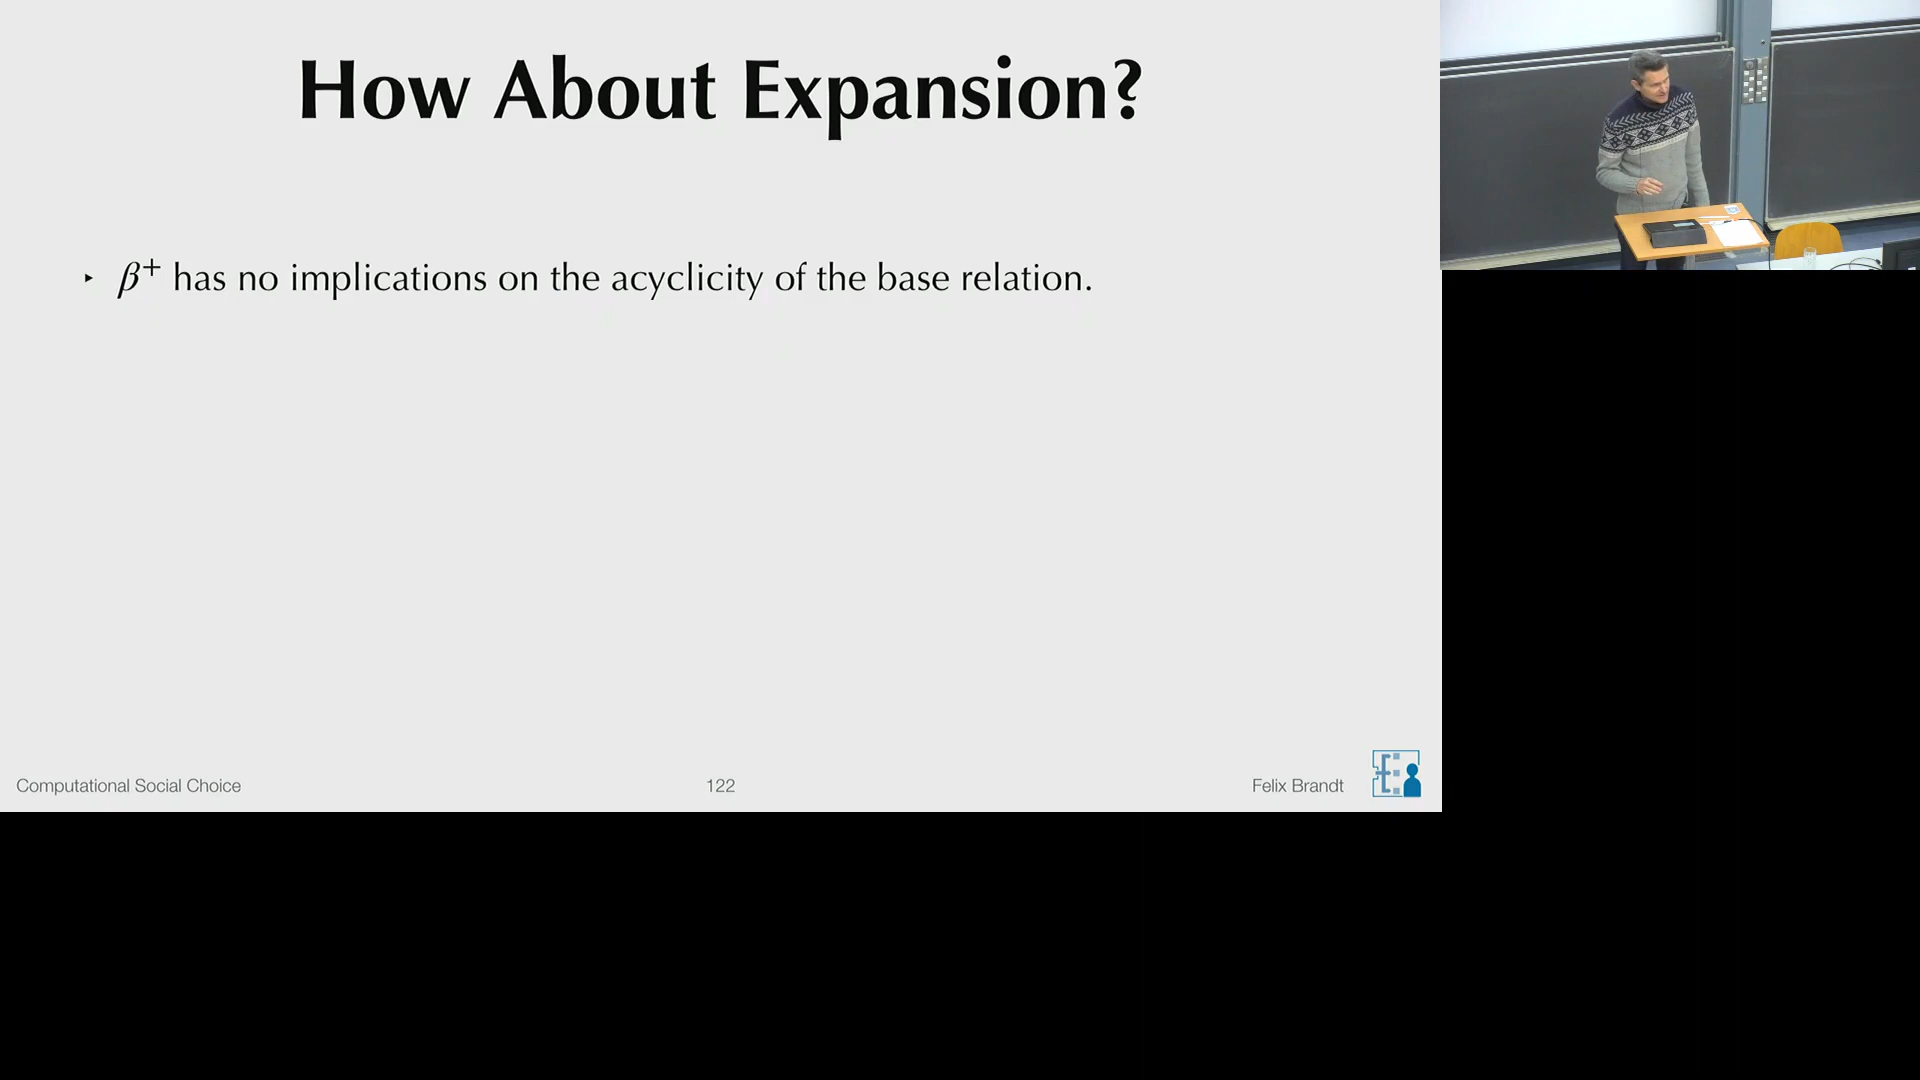 How About Expansion?
‣ β⁺ has no implications on the acyclicity of the base relation.
Computational Social Choice
122
Felix Brandt